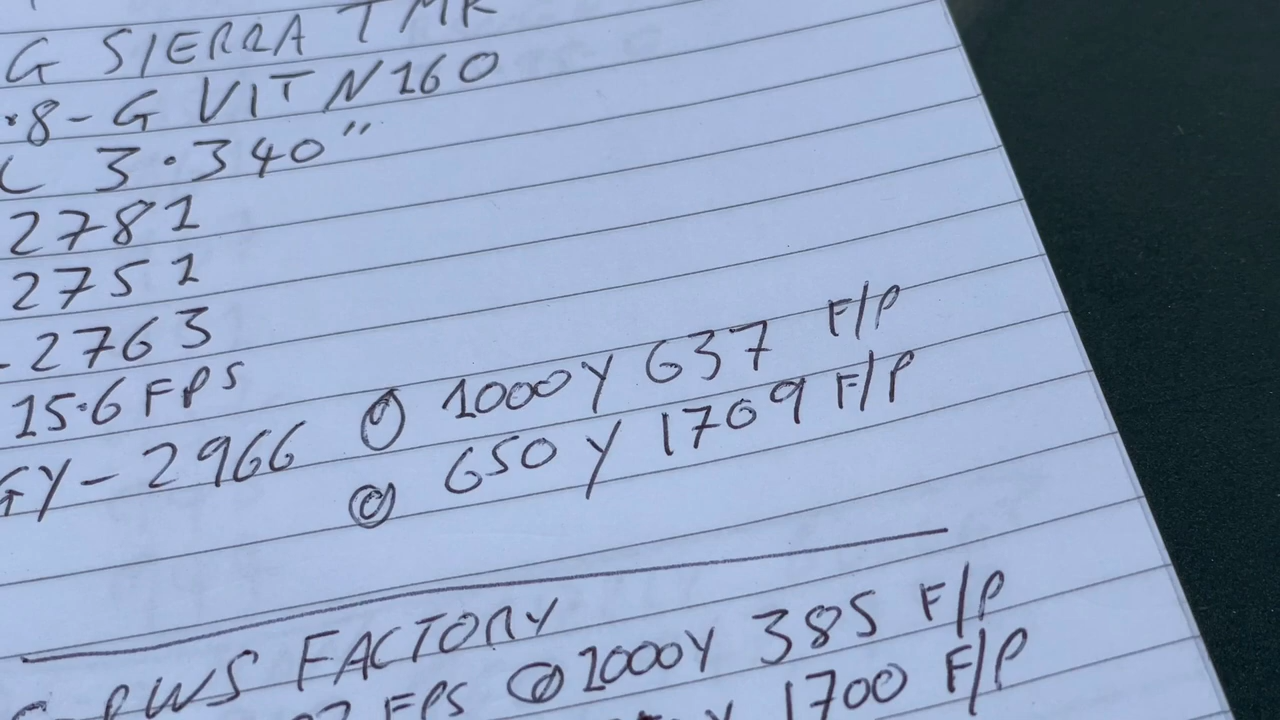 G SIERRA TMK
.8-G VIT N160
3.340"
2781
2751
-2763
15.6 FPS
GY-2966 @ 1000Y 637 F/P
@ 650Y 1709 F/P
FACTORY
FPS @ 1000Y 385 F/P
Y 1700 F/P